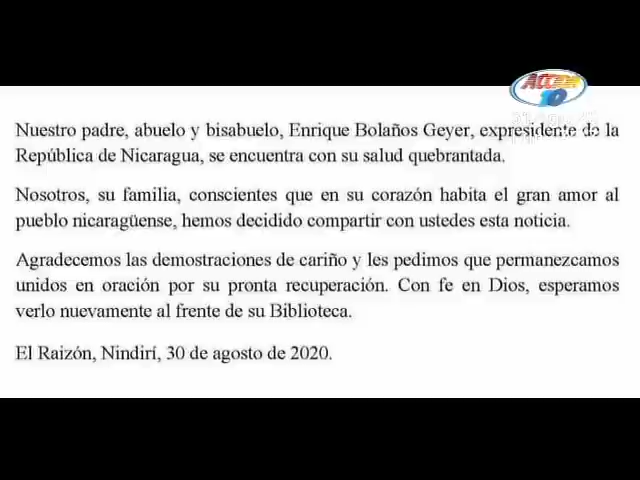 ACCION
10
Nuestro padre, abuelo y bisabuelo, Enrique Bolaños Geyer, expresidente de la
República de Nicaragua, se encuentra con su salud quebrantada.
Nosotros, su familia, conscientes que en su corazón habita el gran amor al
pueblo nicaragüense, hemos decidido compartir con ustedes esta noticia.
Agradecemos las demostraciones de cariño y les pedimos que permanezcamos
unidos en oración por su pronta recuperación. Con fe en Dios, esperamos
verlo nuevamente al frente de su Biblioteca.
El Raizón, Nindirí, 30 de agosto de 2020.